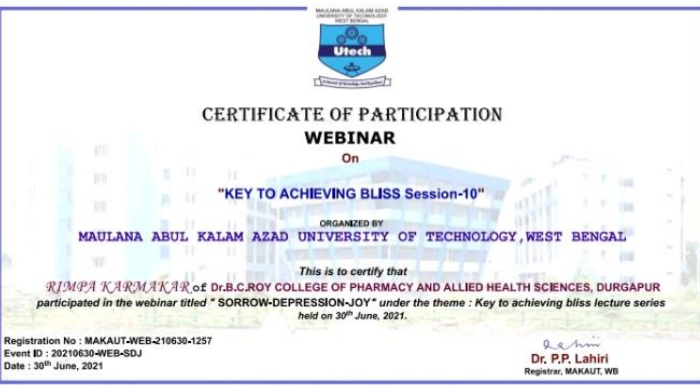 MAULANA ABUL KALAM AZAD
UNIVERSITY OF TECHNOLOGY
WEST BENGAL
Utech
CERTIFICATE OF PARTICIPATION
WEBINAR
On
"KEY TO ACHIEVING BLISS Session-10"
ORGANIZED BY
MAULANA ABUL KALAM AZAD UNIVERSITY OF TECHNOLOGY,WEST BENGAL
This is to certify that
RIMPA KARMAKAR of Dr.B.C.ROY COLLEGE OF PHARMACY AND ALLIED HEALTH SCIENCES, DURGAPUR
participated in the webinar titled " SORROW-DEPRESSION-JOY" under the theme : Key to achieving bliss lecture series
held on 30th June, 2021.
Registration No : MAKAUT-WEB-210630-1257
Event ID : 20210630-WEB-SDJ
Date : 30th June, 2021
Lahiri
Dr. P.P. Lahiri
Registrar, MAKAUT, WB